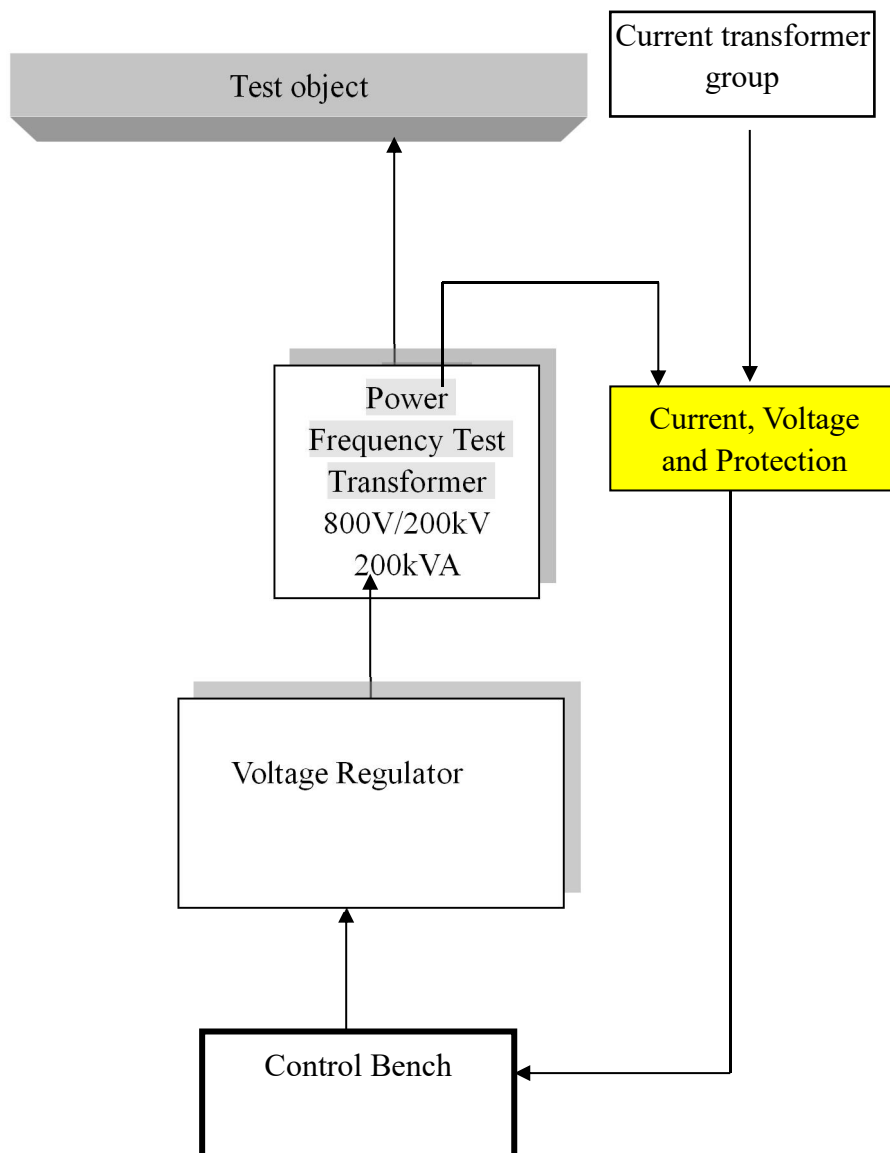 Current transformer
group
Test object
Power
Frequency Test
Transformer
800V/200kV
200kVA
Current, Voltage
and Protection
Voltage Regulator
Control Bench